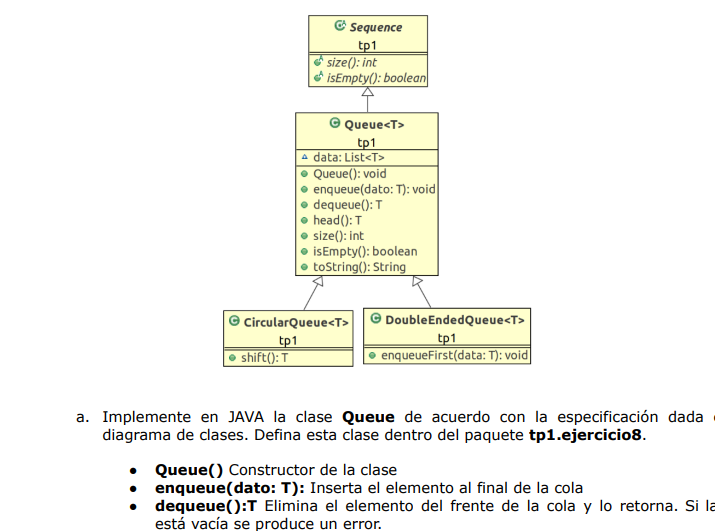 Sequence
tp1
size(): int
isEmpty(): boolean
Queue<T>
tp1
data: List<T>
Queue(): void
enqueue(dato: T): void
dequeue(): T
head(): T
size(): int
isEmpty(): boolean
toString(): String
CircularQueue<T>
tp1
shift(): T
DoubleEndedQueue<T>
tp1
enqueueFirst(data: T): void
a. Implemente en JAVA la clase Queue de acuerdo con la especificación dada
diagrama de clases. Defina esta clase dentro del paquete tp1.ejercicio8.
• Queue() Constructor de la clase
• enqueue(dato: T): Inserta el elemento al final de la cola
• dequeue():T Elimina el elemento del frente de la cola y lo retorna. Si la
está vacía se produce un error.